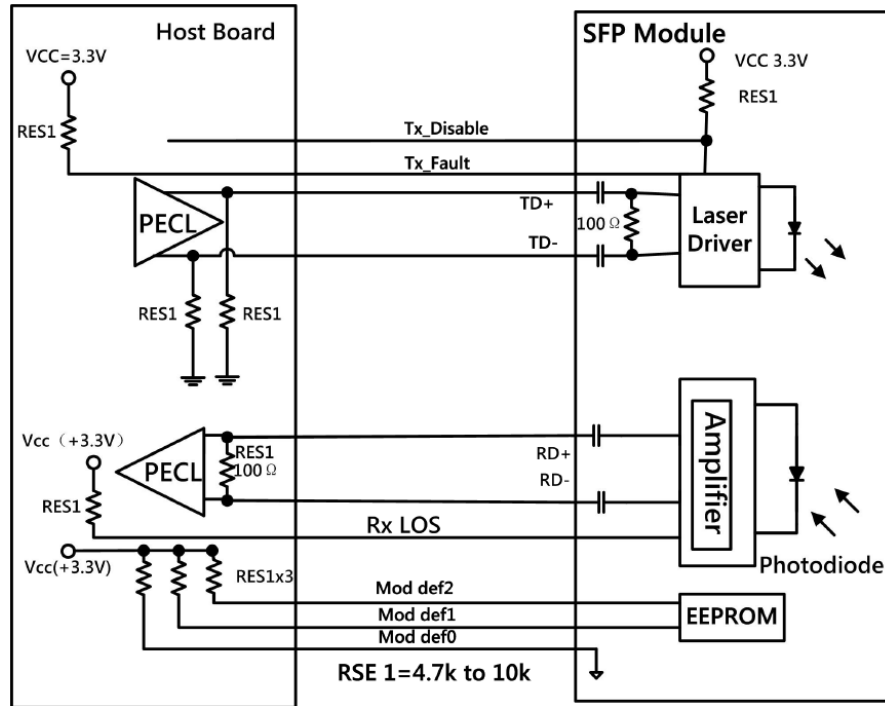 Host Board
SFP Module
VCC=3.3V
VCC 3.3V
RES1
RES1
Tx_Disable
Tx_Fault
PECL
TD+
100Ω
TD-
Laser
Driver
RES1
RES1
Vcc（+3.3V）
PECL
RES1
100Ω
RD+
RD-
Amplifier
RES1
Rx LOS
Vcc(+3.3V)
RES1x3
Photodiode
Mod def2
Mod def1
Mod def0
EEPROM
RSE 1=4.7k to 10k